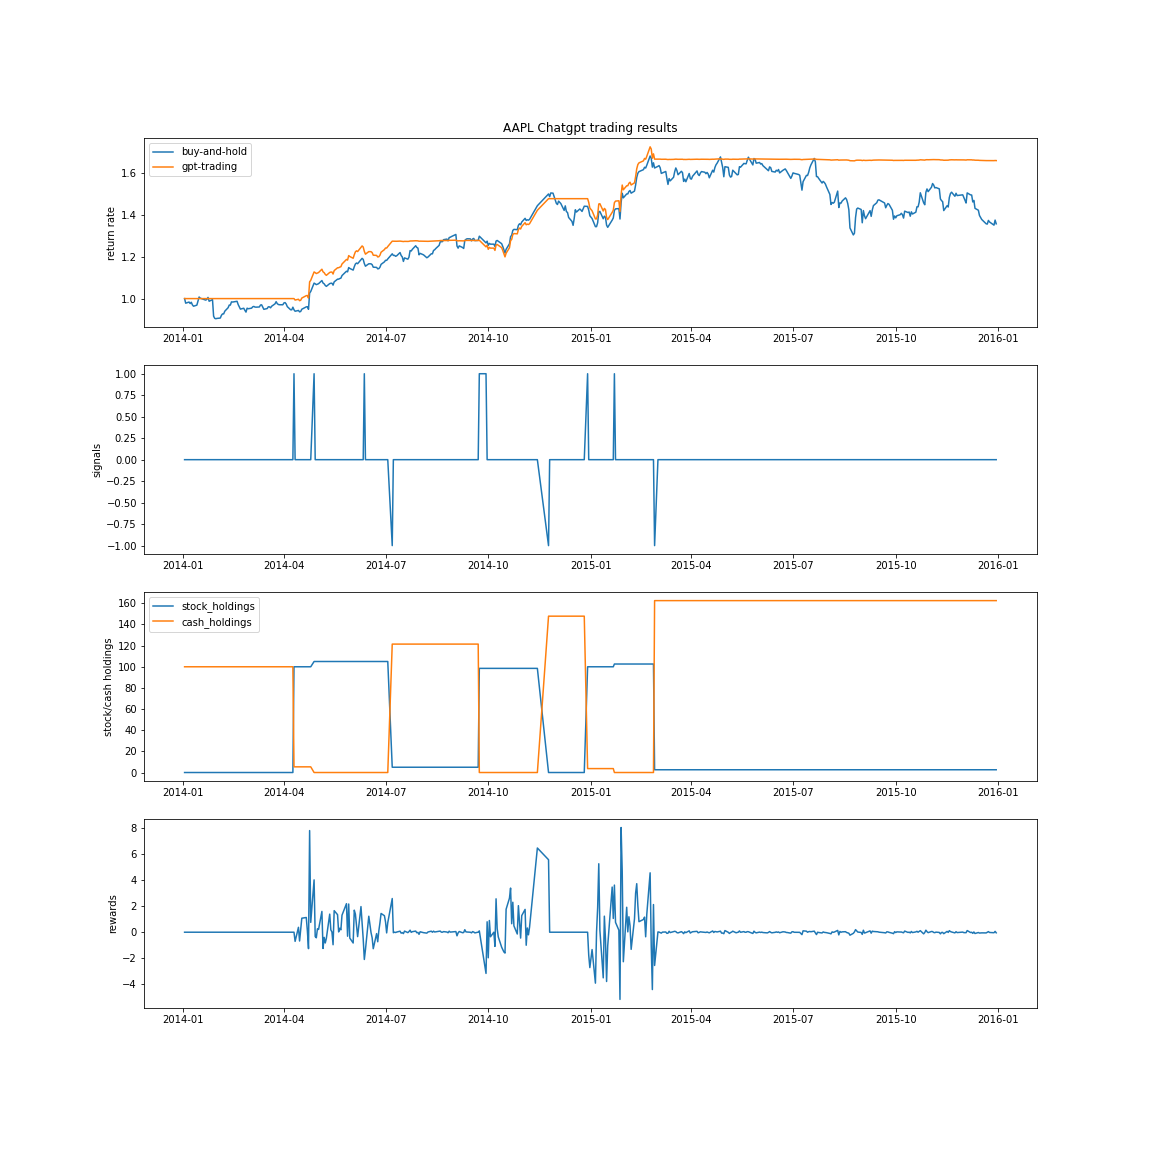 AAPL Chatgpt trading results
buy-and-hold
gpt-trading
1.6
1.4
1.2
1.0
return rate
2014-01 2014-04 2014-07 2014-10 2015-01 2015-04 2015-07 2015-10 2016-01
1.00
0.75
0.50
0.25
0.00
−0.25
−0.50
−0.75
−1.00
signals
2014-01 2014-04 2014-07 2014-10 2015-01 2015-04 2015-07 2015-10 2016-01
stock_holdings
cash_holdings
160
140
120
100
80
60
40
20
0
stock/cash holdings
2014-01 2014-04 2014-07 2014-10 2015-01 2015-04 2015-07 2015-10 2016-01
8
6
4
2
0
−2
−4
rewards
2014-01 2014-04 2014-07 2014-10 2015-01 2015-04 2015-07 2015-10 2016-01